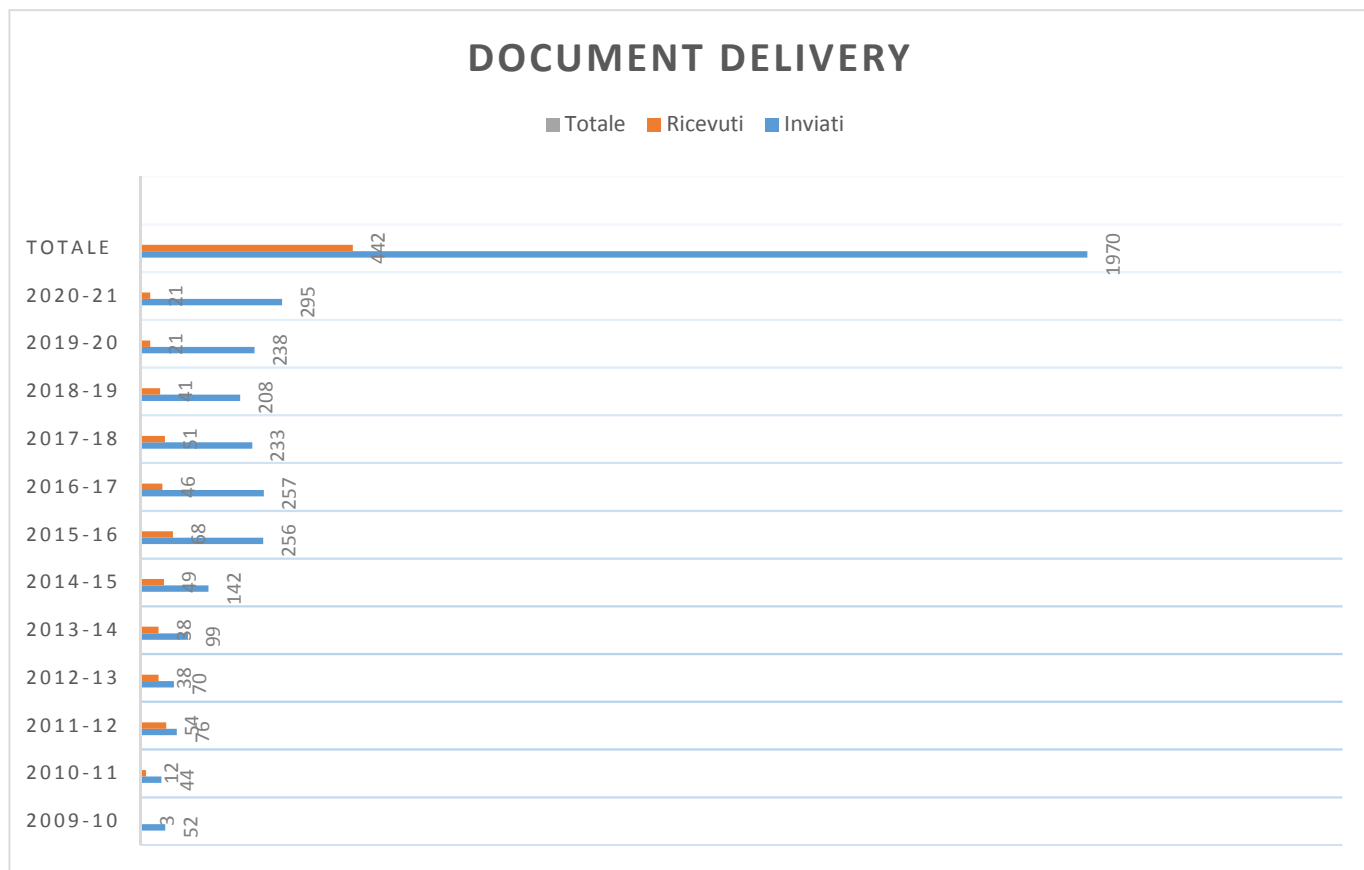 DOCUMENT DELIVERY
Totale Ricevuti Inviati
TOTALE 442 1970
2020-21 21 295
2019-20 21 238
2018-19 41 208
2017-18 51 233
2016-17 46 257
2015-16 68 256
2014-15 49 142
2013-14 38 99
2012-13 38 70
2011-12 54 76
2010-11 12 44
2009-10 3 52